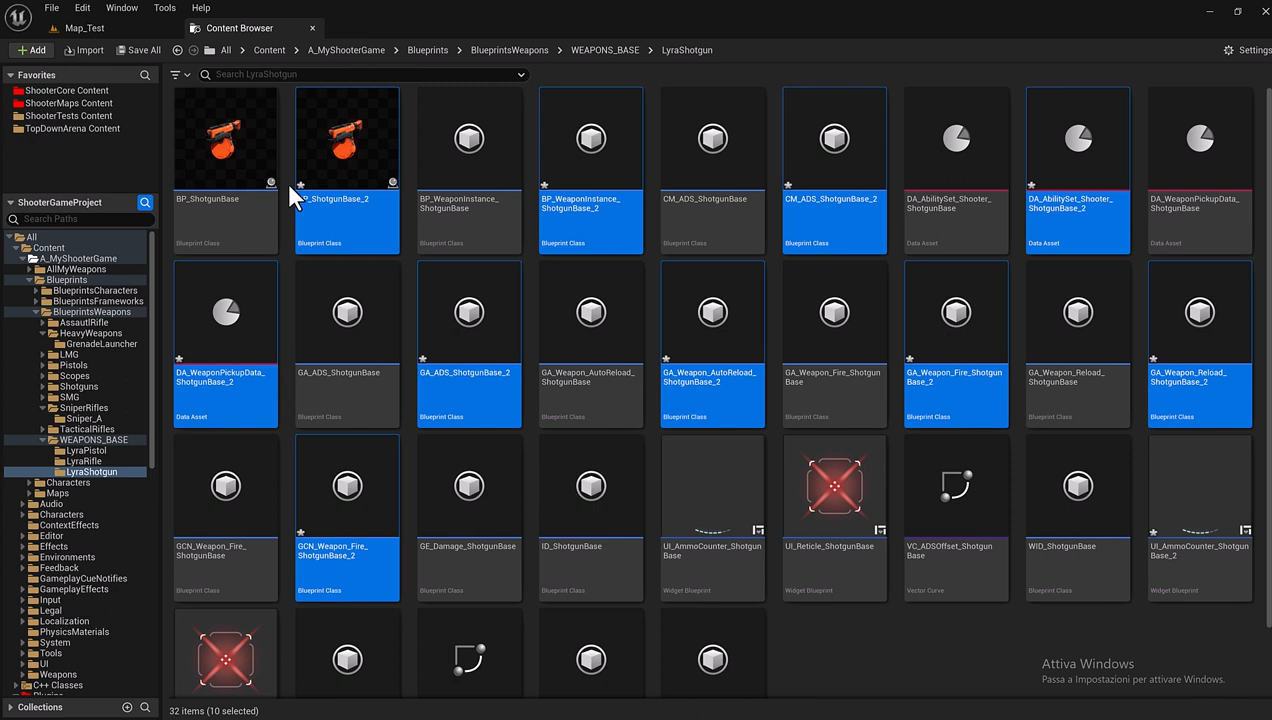 File Edit Window Tools Help
Map_Test
Content Browser
Add Import Save All All Content A_MyShooterGame Blueprints BlueprintsWeapons WEAPONS_BASE LyraShotgun Settings
Favorites
ShooterCore Content
ShooterMaps Content
ShooterTests Content
TopDownArena Content
ShooterGameProject
Search Paths
All
Content
A_MyShooterGame
AllMyWeapons
Blueprints
BlueprintsCharacters
BlueprintsFrameworks
BlueprintsWeapons
AssautlRifle
HeavyWeapons
GrenadeLauncher
LMG
Pistols
Scopes
Shotguns
SMG
SniperRifles
Sniper_A
TacticalRifles
WEAPONS_BASE
LyraPistol
LyraRifle
LyraShotgun
Characters
Maps
Audio
Characters
ContextEffects
Editor
Effects
Environments
Feedback
GameplayCueNotifies
GameplayEffects
Input
Legal
Localization
PhysicsMaterials
System
Tools
UI
Weapons
C++ Classes
Collections
Search LyraShotgun
BP_ShotgunBase
Blueprint Class
P_ShotgunBase_2
Blueprint Class
BP_WeaponInstance_
ShotgunBase
Blueprint Class
BP_WeaponInstance_
ShotgunBase_2
Blueprint Class
CM_ADS_ShotgunBase
Blueprint Class
CM_ADS_ShotgunBase_2
Blueprint Class
DA_AbilitySet_Shooter_
ShotgunBase
Data Asset
DA_AbilitySet_Shooter_
ShotgunBase_2
Data Asset
DA_WeaponPickupData_
ShotgunBase
Data Asset
DA_WeaponPickupData_
ShotgunBase_2
Data Asset
GA_ADS_ShotgunBase
Blueprint Class
GA_ADS_ShotgunBase_2
Blueprint Class
GA_Weapon_AutoReload_
ShotgunBase
Blueprint Class
GA_Weapon_AutoReload_
ShotgunBase_2
Blueprint Class
GA_Weapon_Fire_Shotgun
Base
Blueprint Class
GA_Weapon_Fire_Shotgun
Base_2
Blueprint Class
GA_Weapon_Reload_
ShotgunBase
Blueprint Class
GA_Weapon_Reload_
ShotgunBase_2
Blueprint Class
GCN_Weapon_Fire_
ShotgunBase
Blueprint Class
GCN_Weapon_Fire_
ShotgunBase_2
Blueprint Class
GE_Damage_ShotgunBase
Blueprint Class
ID_ShotgunBase
Blueprint Class
UI_AmmoCounter_Shotgun
Base
Widget Blueprint
UI_Reticle_ShotgunBase
Widget Blueprint
VC_ADSOffset_Shotgun
Base
Vector Curve
WID_ShotgunBase
Blueprint Class
UI_AmmoCounter_Shotgun
Base_2
Widget Blueprint
Attiva Windows
Passa a Impostazioni per attivare Windows.
32 items (10 selected)